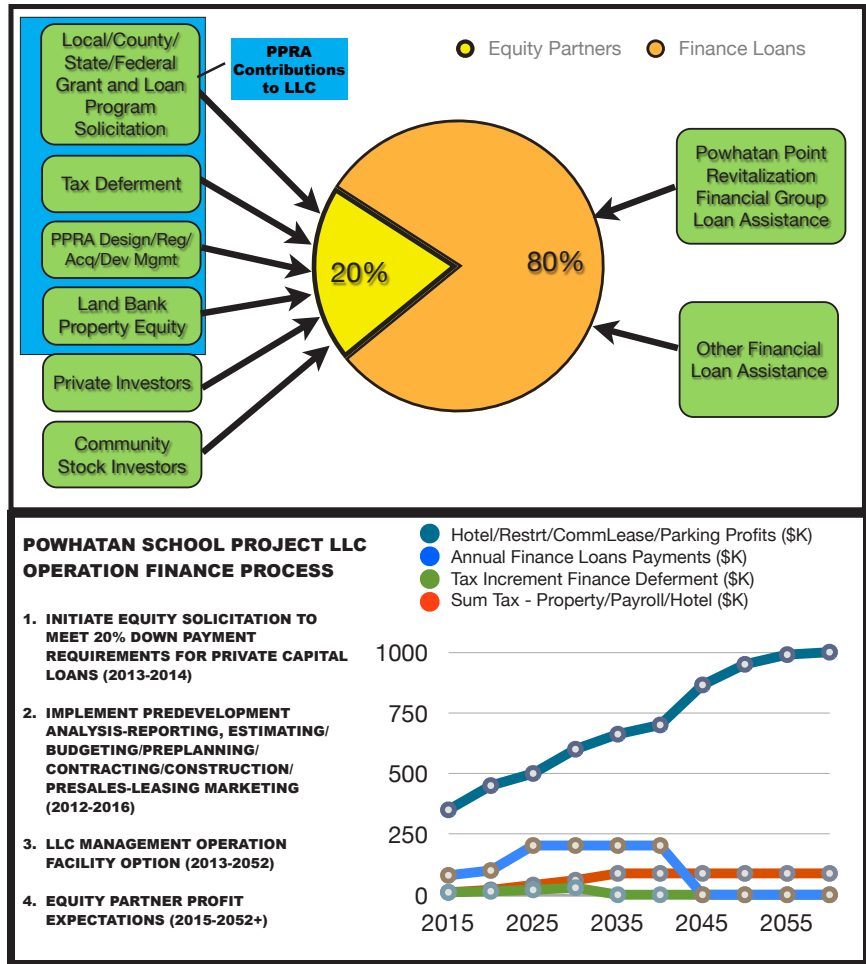 Local/County/
State/Federal
Grant and Loan
Program
Solicitation
PPRA
Contributions
to LLC
Equity Partners
Finance Loans
Tax Deferment
PPRA Design/Reg/
Acq/Dev Mgmt
Land Bank
Property Equity
Private Investors
Community
Stock Investors
20%
80%
Powhatan Point
Revitalization
Financial Group
Loan Assistance
Other Financial
Loan Assistance
POWHATAN SCHOOL PROJECT LLC
OPERATION FINANCE PROCESS
1. INITIATE EQUITY SOLICITATION TO
MEET 20% DOWN PAYMENT
REQUIREMENTS FOR PRIVATE CAPITAL
LOANS (2013-2014)
2. IMPLEMENT PREDEVELOPMENT
ANALYSIS-REPORTING, ESTIMATING/
BUDGETING/PREPLANNING/
CONTRACTING/CONSTRUCTION/
PRESALES-LEASING MARKETING
(2012-2016)
3. LLC MANAGEMENT OPERATION
FACILITY OPTION (2013-2052)
4. EQUITY PARTNER PROFIT
EXPECTATIONS (2015-2052+)
Hotel/Restrt/CommLease/Parking Profits ($K)
Annual Finance Loans Payments ($K)
Tax Increment Finance Deferment ($K)
Sum Tax - Property/Payroll/Hotel ($K)
1000
750
500
250
0
2015 2025 2035 2045 2055